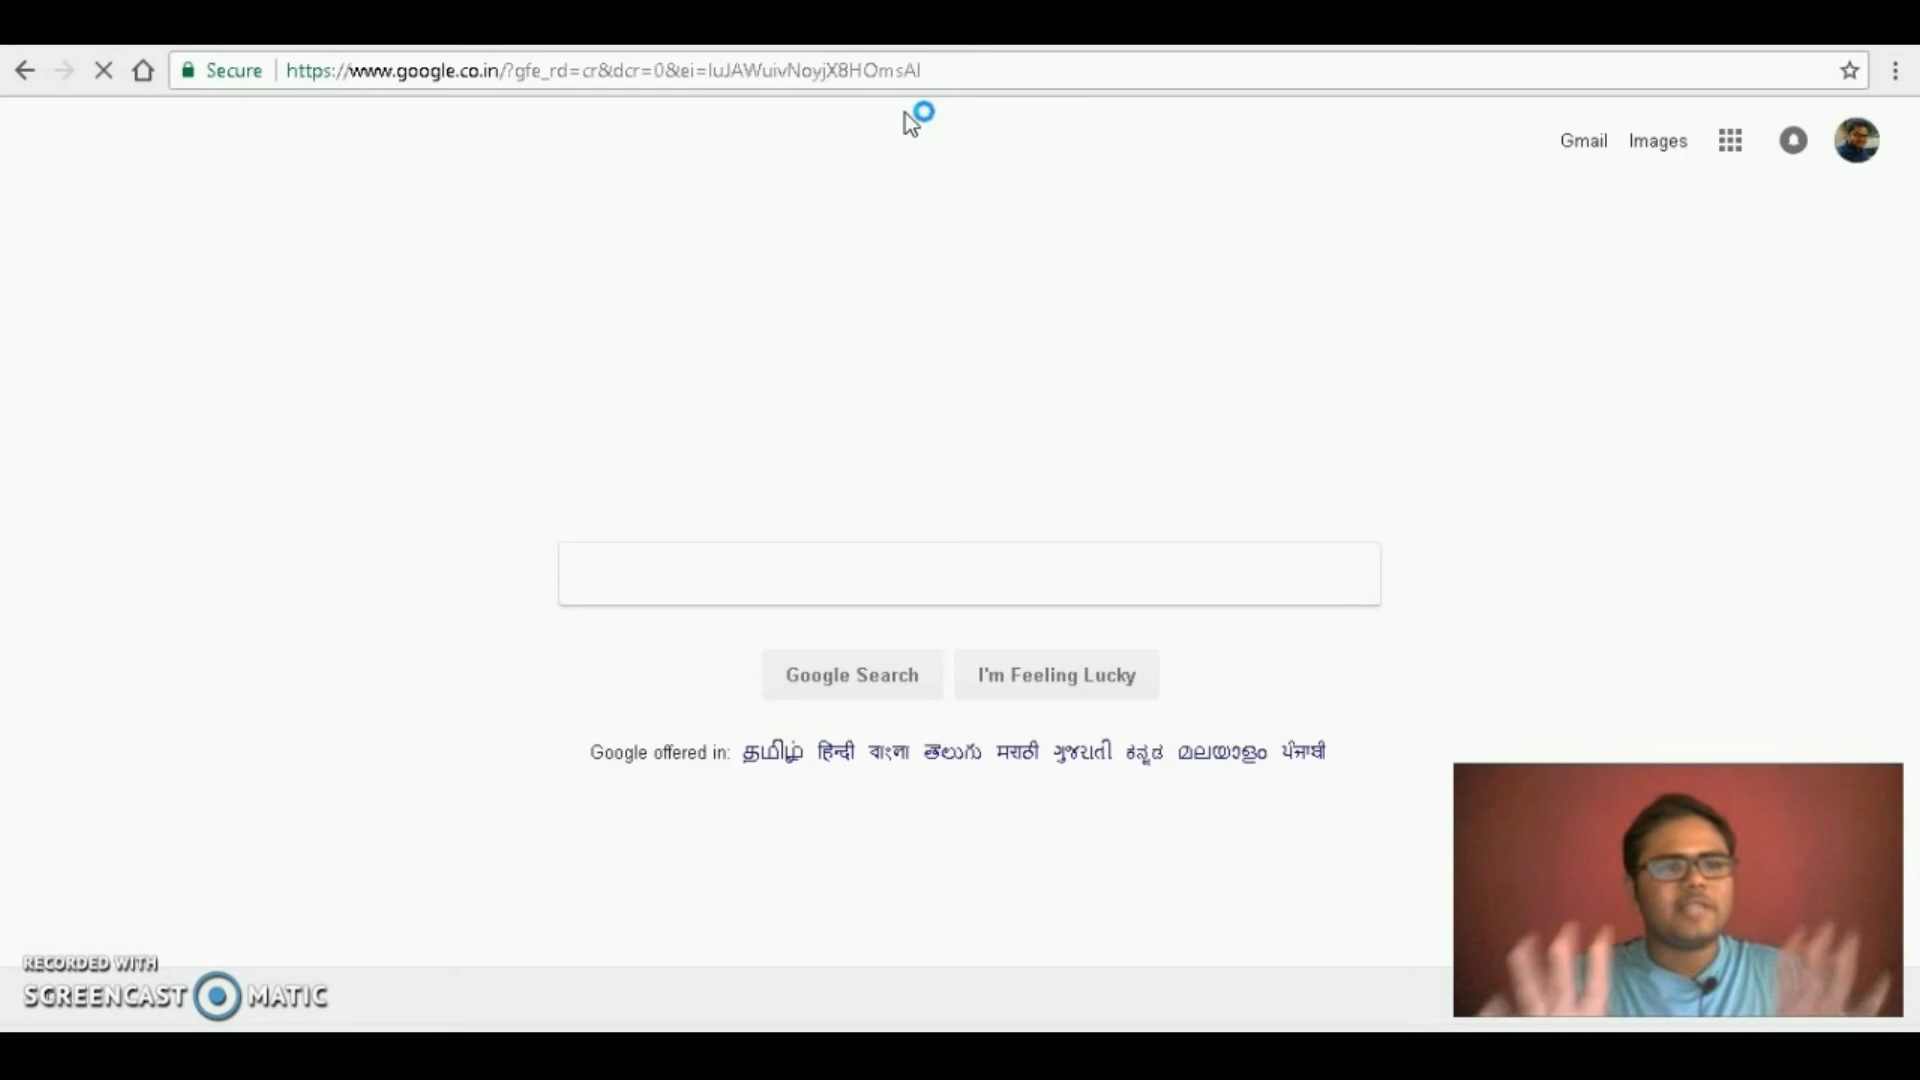 Secure https://www.google.co.in/?gfe_rd=cr&dcr=0&ei=IuJAWuivNoyjX8HOmsAI
Gmail Images
Google Search I'm Feeling Lucky
Google offered in: தமிழ் हिन्दी বাংলা తెలుగు मराठी ગુજરાતી ಕನ್ನಡ മലയാളം ਪੰਜਾਬੀ
RECORDED WITH
SCREENCAST MATIC